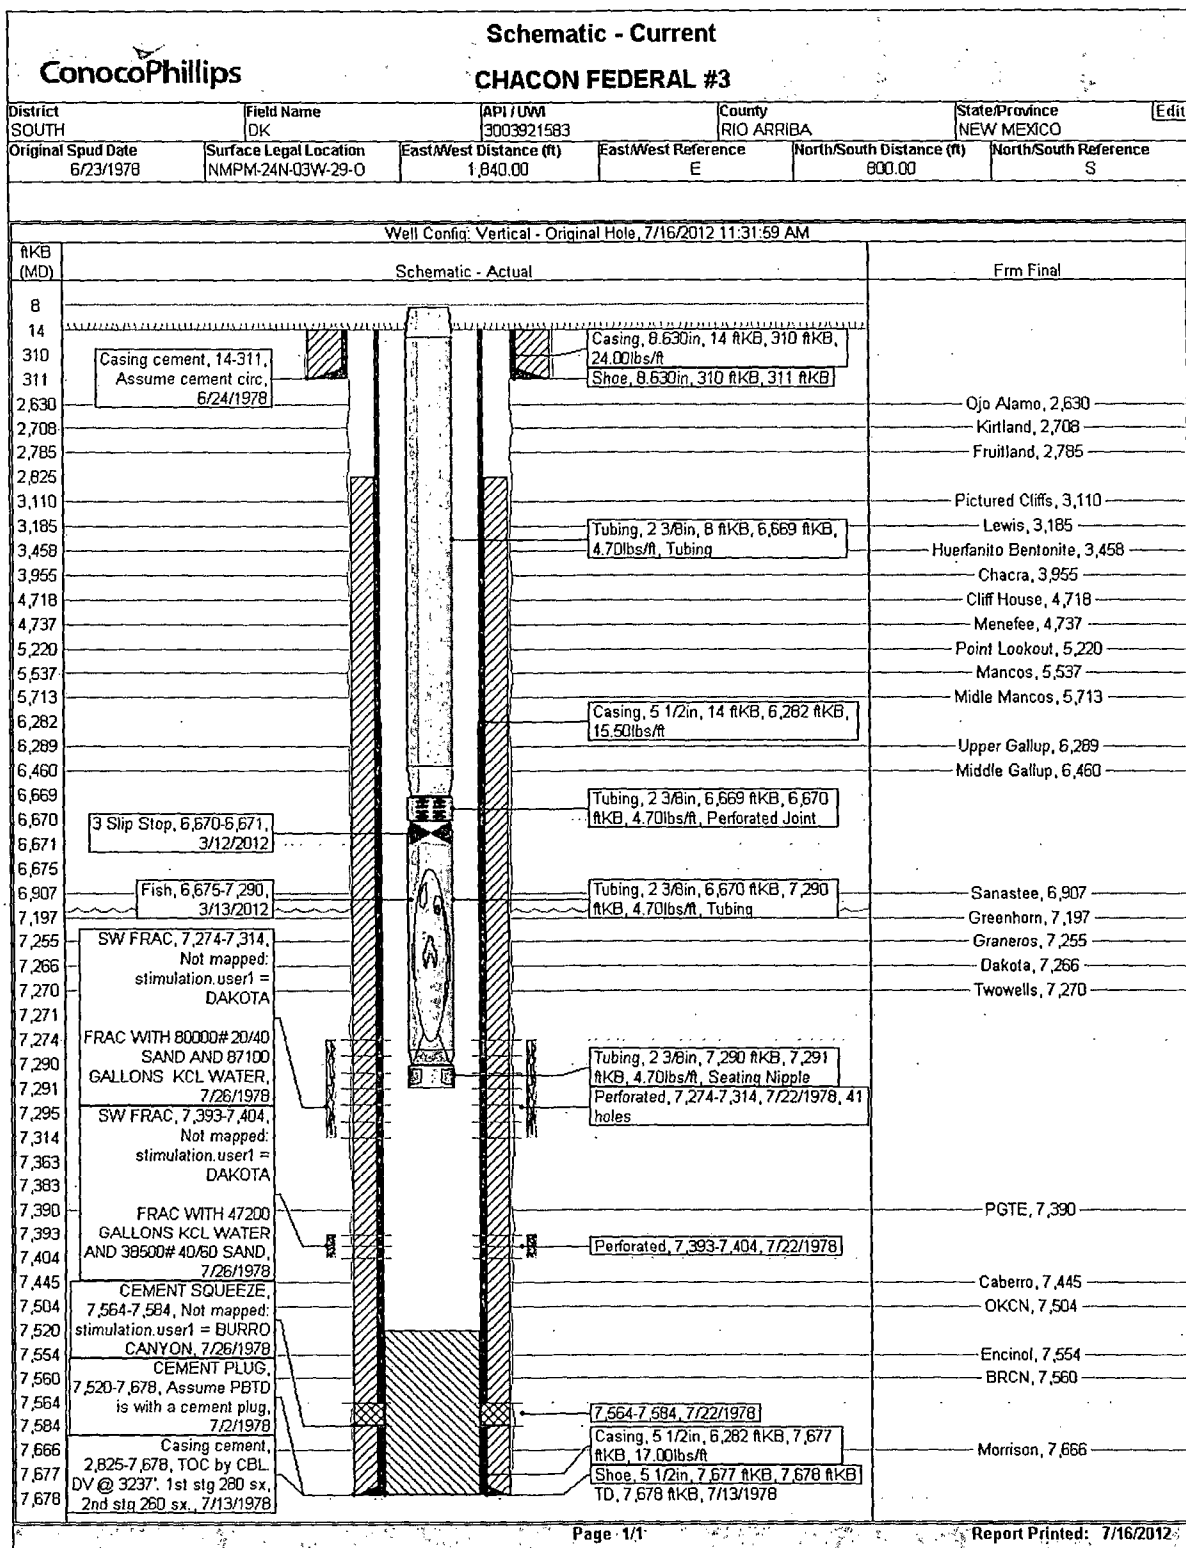 Schematic - Current
ConocoPhillips
CHACON FEDERAL #3
District
SOUTH
Field Name
DK
API / UWI
3003921583
County
RIO ARRIBA
State/Province
NEW MEXICO
Edit
Original Spud Date
6/23/1978
Surface Legal Location
NMPM-24N-03W-29-O
East/West Distance (ft)
1,840.00
East/West Reference
E
North/South Distance (ft)
800.00
North/South Reference
S
Well Config: Vertical - Original Hole, 7/16/2012 11:31:59 AM
ftKB
(MD)
Schematic - Actual
Frm Final
8
14
310
311
2,630
2,708
2,785
2,825
3,110
3,185
3,458
3,955
4,718
4,737
5,220
5,537
5,713
6,282
6,289
6,460
6,669
6,670
6,671
6,675
6,907
7,197
7,255
7,266
7,270
7,271
7,274
7,290
7,291
7,295
7,314
7,363
7,383
7,390
7,393
7,404
7,445
7,504
7,520
7,554
7,560
7,564
7,584
7,666
7,677
7,678
Casing cement, 14-311,
Assume cement circ,
6/24/1978
3 Slip Stop, 6,670-6,671,
3/12/2012
Fish, 6,675-7,290,
3/13/2012
SW FRAC, 7,274-7,314,
Not mapped:
stimulation.user1 =
DAKOTA
FRAC WITH 80000# 20/40
SAND AND 87100
GALLONS KCL WATER,
7/26/1978
SW FRAC, 7,393-7,404,
Not mapped:
stimulation.user1 =
DAKOTA
FRAC WITH 47200
GALLONS KCL WATER
AND 38500# 40/60 SAND,
7/26/1978
CEMENT SQUEEZE,
7,564-7,584, Not mapped:
stimulation.user1 = BURRO
CANYON, 7/26/1978
CEMENT PLUG,
7,520-7,678, Assume PBTD
is with a cement plug,
7/2/1978
Casing cement,
2,825-7,678, TOC by CBL.
DV @ 3237'. 1st stg 280 sx,
2nd stg 260 sx., 7/13/1978
Casing, 8.630in, 14 ftKB, 310 ftKB,
24.00lbs/ft
Shoe, 8.630in, 310 ftKB, 311 ftKB
Tubing, 2 3/8in, 8 ftKB, 6,669 ftKB,
4.70lbs/ft, Tubing
Casing, 5 1/2in, 14 ftKB, 6,282 ftKB,
15.50lbs/ft
Tubing, 2 3/8in, 6,669 ftKB, 6,670
ftKB, 4.70lbs/ft, Perforated Joint
Tubing, 2 3/8in, 6,670 ftKB, 7,290
ftKB, 4.70lbs/ft, Tubing
Tubing, 2 3/8in, 7,290 ftKB, 7,291
ftKB, 4.70lbs/ft, Seating Nipple
Perforated, 7,274-7,314, 7/22/1978, 41
holes
Perforated, 7,393-7,404, 7/22/1978
7,564-7,584, 7/22/1978
Casing, 5 1/2in, 6,282 ftKB, 7,677
ftKB, 17.00lbs/ft
Shoe, 5 1/2in, 7,677 ftKB, 7,678 ftKB
TD, 7,678 ftKB, 7/13/1978
Ojo Alamo, 2,630
Kirtland, 2,708
Fruitland, 2,785
Pictured Cliffs, 3,110
Lewis, 3,185
Huerfanito Bentonite, 3,458
Chacra, 3,955
Cliff House, 4,718
Menefee, 4,737
Point Lookout, 5,220
Mancos, 5,537
Midle Mancos, 5,713
Upper Gallup, 6,289
Middle Gallup, 6,460
Sanastee, 6,907
Greenhorn, 7,197
Graneros, 7,255
Dakota, 7,266
Twowells, 7,270
PGTE, 7,390
Caberro, 7,445
OKCN, 7,504
Encinol, 7,554
BRCN, 7,560
Morrison, 7,666
Page 1/1
Report Printed: 7/16/2012